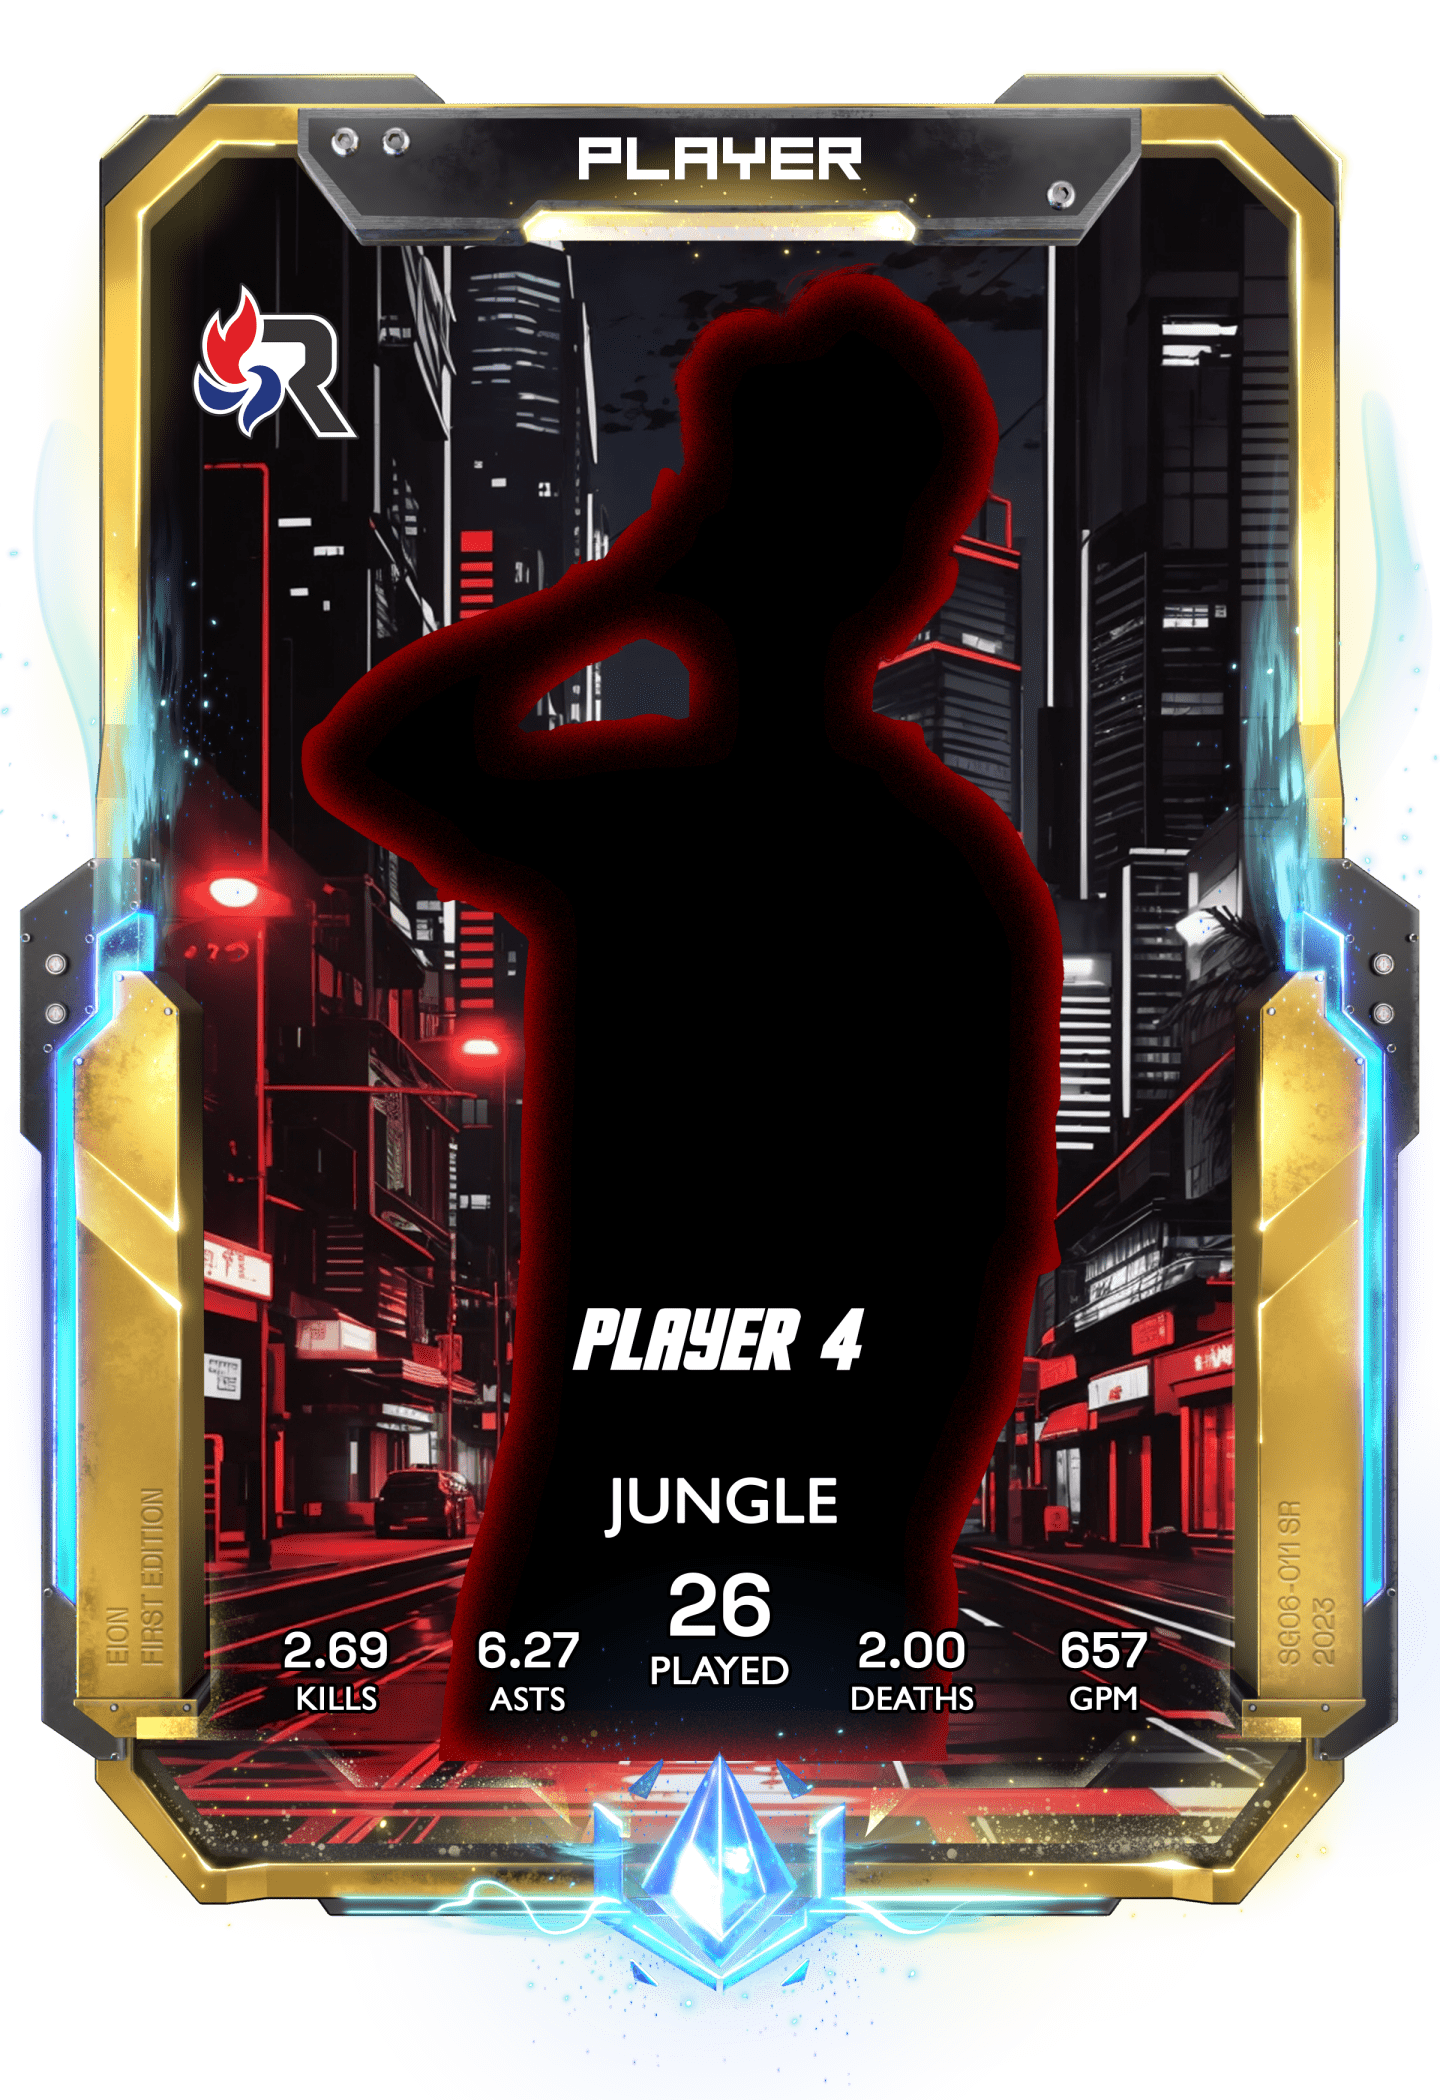 PLAYER
R
PLAYER 4
JUNGLE
26
PLAYED
2.69
KILLS
6.27
ASTS
2.00
DEATHS
657
GPM
EION
FIRST EDITION
SG06-011 SR
2023